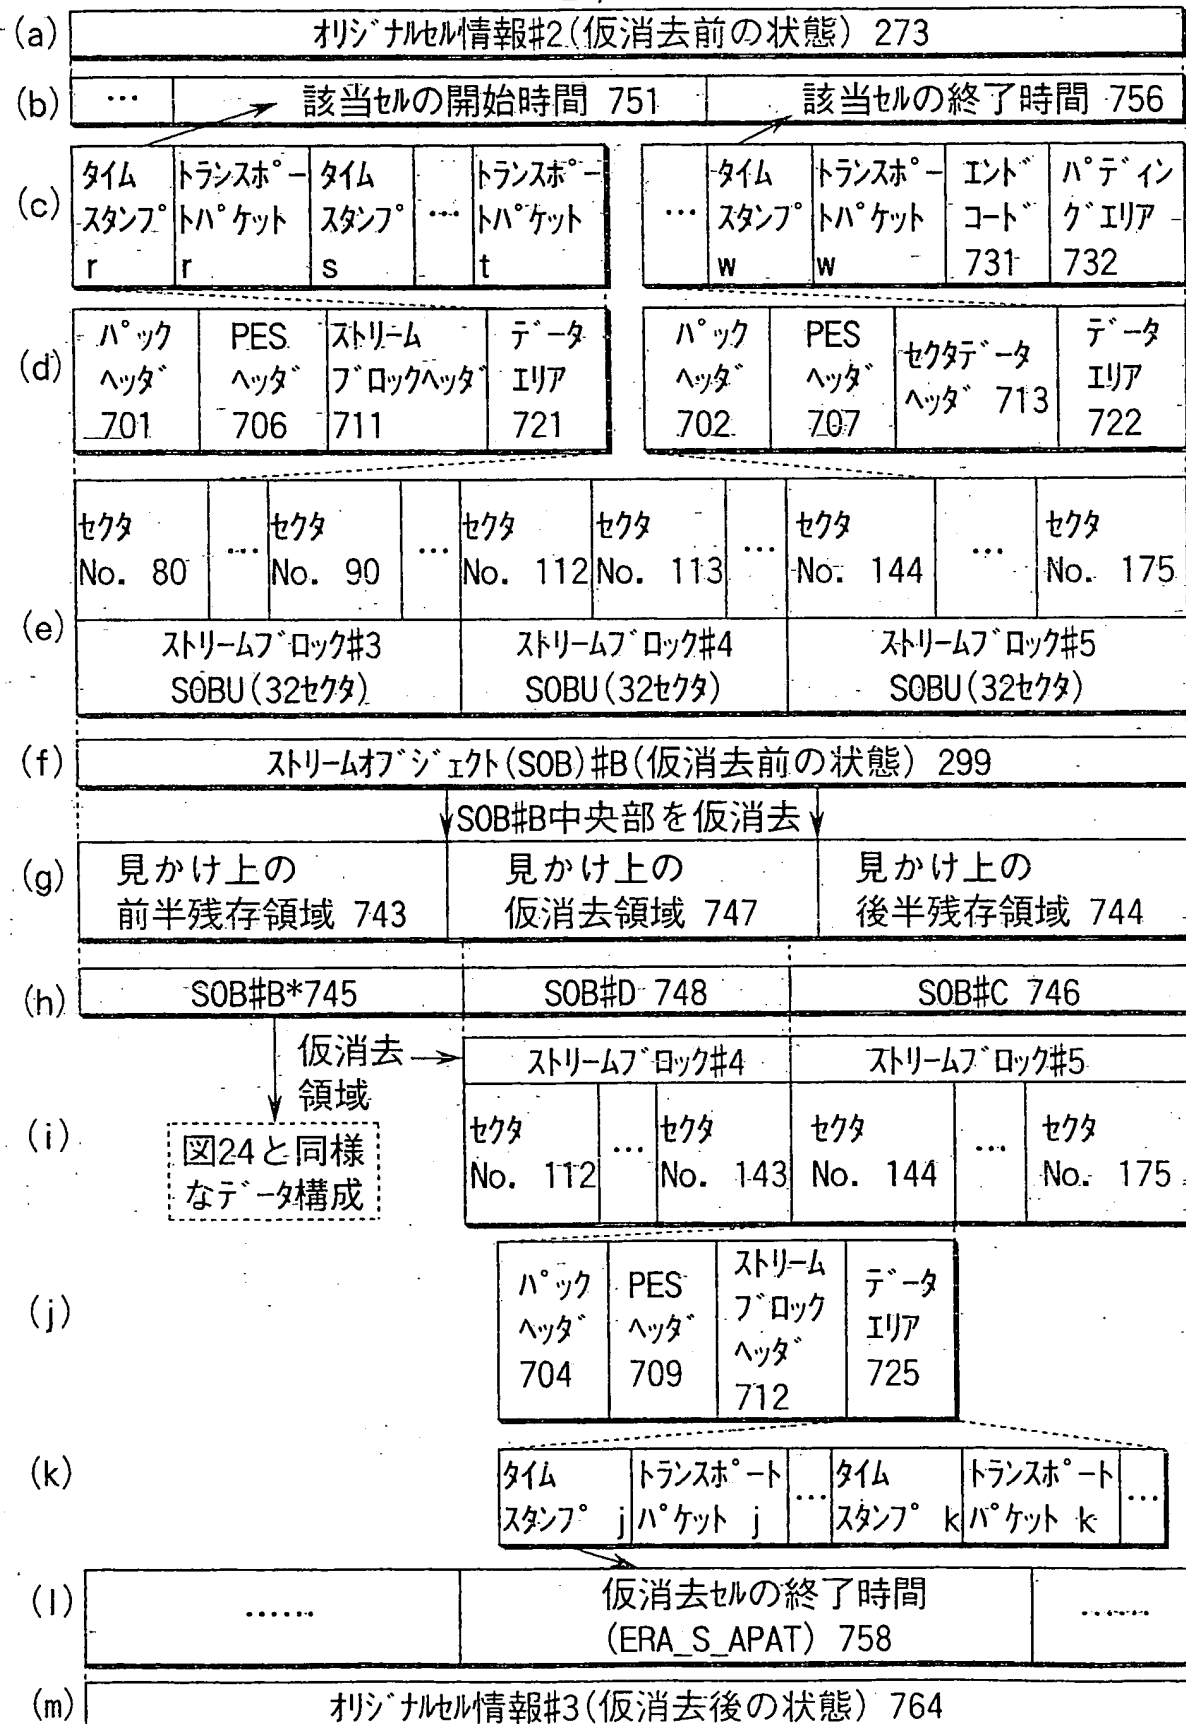 (a) オリジナルセル情報#2(仮消去前の状態) 273
(b) … 該当セルの開始時間 751 該当セルの終了時間 756
(c)
タイム トランスポー タイム トランスポー
スタンプ トパケット スタンプ … トパケット
r r s t
タイム トランスポー エンド パディン
… スタンプ トパケット コード グエリア
w w 731 732
(d)
パック PES ストリーム データ
ヘッダ ヘッダ ブロックヘッダ エリア
701 706 711 721
パック PES セクタデータ データ
ヘッダ ヘッダ ヘッダ 713 エリア
702 707 722
(e)
セクタ … セクタ … セクタ セクタ … セクタ … セクタ
No. 80 No. 90 No. 112 No. 113 No. 144 No. 175
ストリームブロック#3 ストリームブロック#4 ストリームブロック#5
SOBU(32セクタ) SOBU(32セクタ) SOBU(32セクタ)
(f) ストリームオブジェクト(SOB)#B(仮消去前の状態) 299
SOB#B中央部を仮消去
(g)
見かけ上の 見かけ上の 見かけ上の
前半残存領域 743 仮消去領域 747 後半残存領域 744
(h) SOB#B*745 SOB#D 748 SOB#C 746
仮消去
領域
ストリームブロック#4 ストリームブロック#5
(i)
セクタ … セクタ セクタ … セクタ
No. 112 No. 143 No. 144 No. 175
図24と同様
なデータ構成
(j)
パック PES ストリーム データ
ヘッダ ヘッダ ブロック エリア
704 709 ヘッダ 725
712
(k)
タイム トランスポート … タイム トランスポート …
スタンプ j パケット j スタンプ k パケット k
(l) …… 仮消去セルの終了時間 ……
(ERA_S_APAT) 758
(m) オリジナルセル情報#3(仮消去後の状態) 764